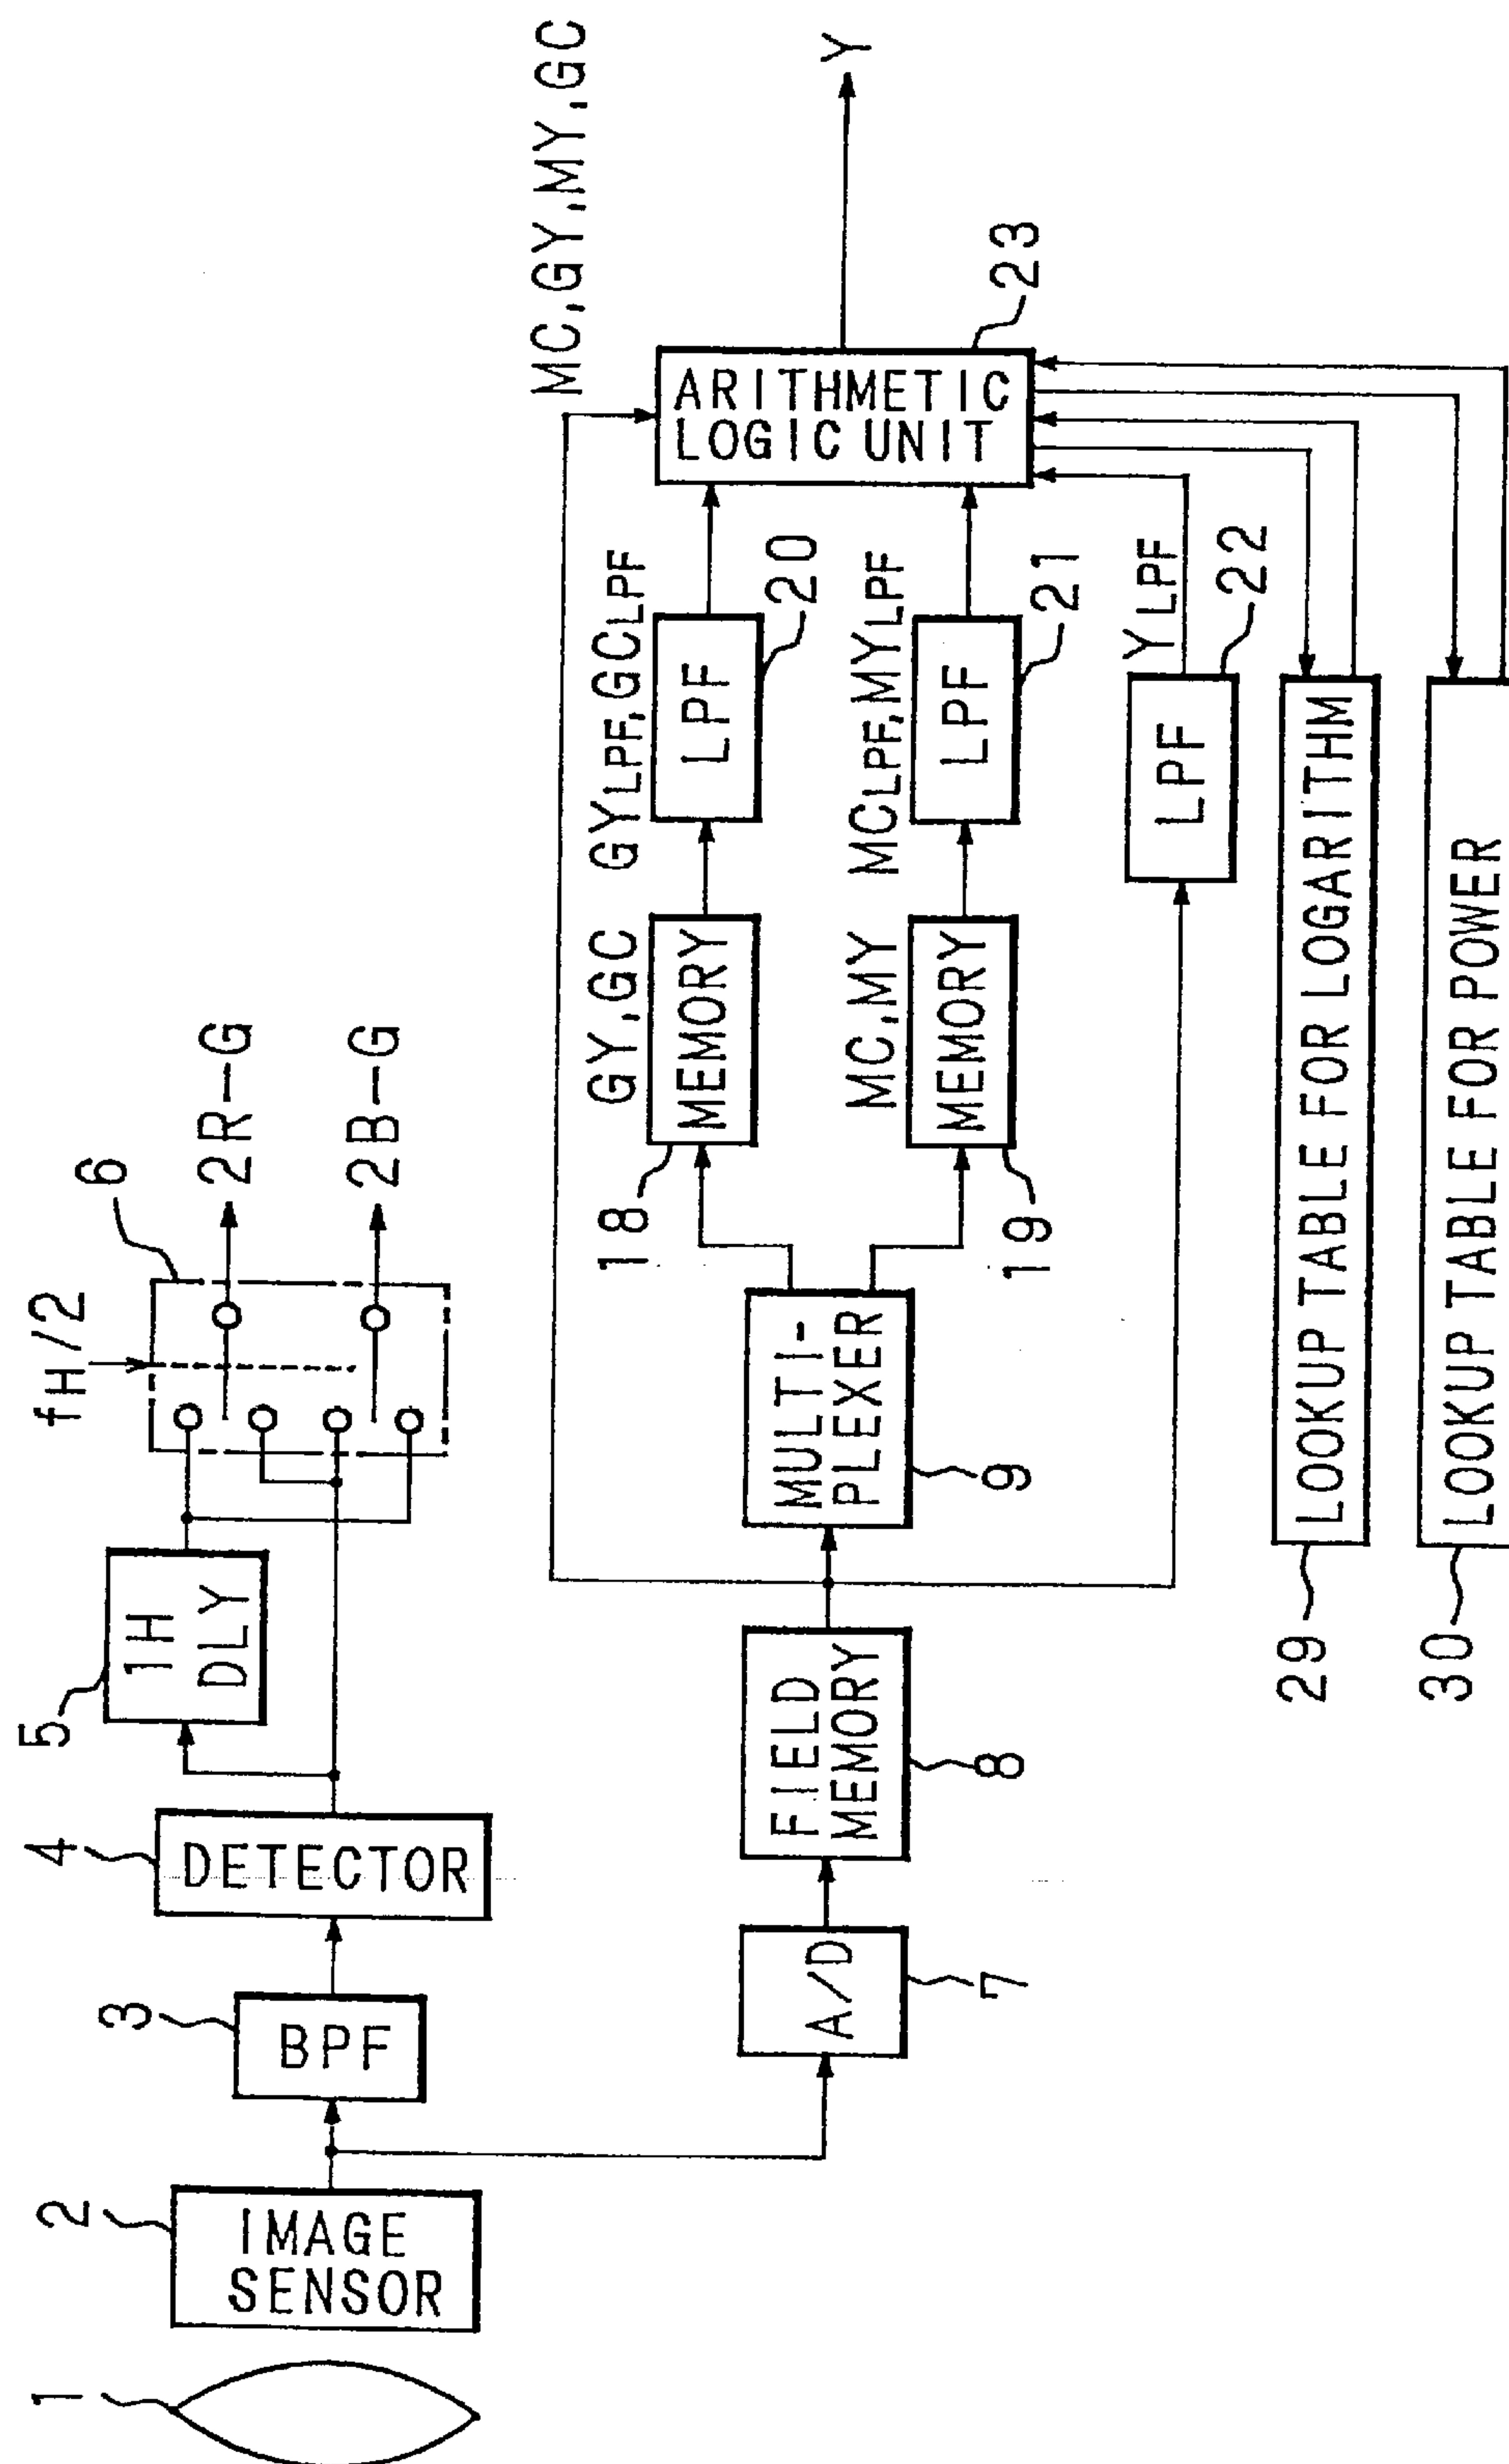 1
2
IMAGE
SENSOR
3
BPF
4
DETECTOR
5
1H
DLY
fH/2
6
2R-G
2B-G
A/D
7
FIELD
MEMORY
8
MULTI-
PLEXER
9
18
MEMORY
GY,GC
19
MEMORY
MC,MY
GYLPF,GCLPF
LPF
20
MCLPF,MYLPF
LPF
21
YLPF
LPF
22
MC,GY,MY,GC
ARITHMETIC
LOGIC UNIT
23
Y
29
LOOKUP TABLE FOR LOGARITHM
30
LOOKUP TABLE FOR POWER